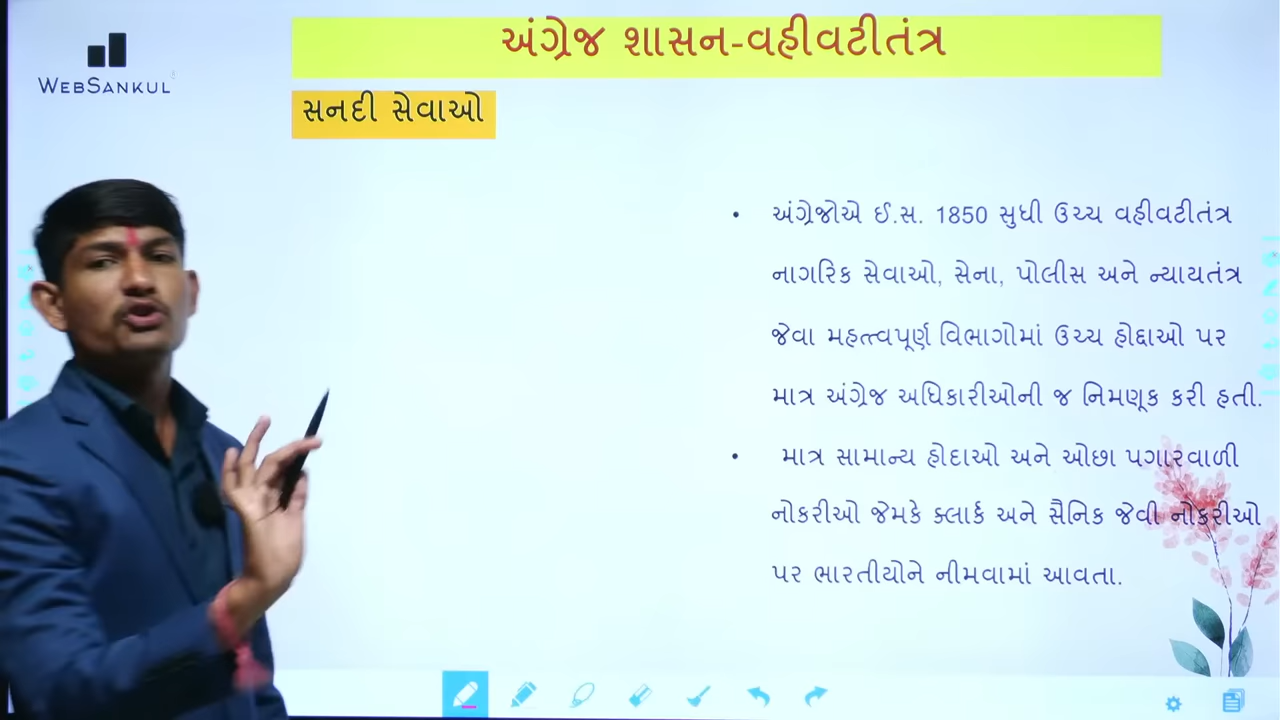 WEBSANKUL
અંગ્રેજ શાસન-વહીવટીતંત્ર
સનદી સેવાઓ
• અંગ્રેજોએ ઈ.સ. 1850 સુધી ઉચ્ચ વહીવટીતંત્ર
નાગરિક સેવાઓ, સેના, પોલીસ અને ન્યાયતંત્ર
જેવા મહત્ત્વપૂર્ણ વિભાગોમાં ઉચ્ચ હોદ્દાઓ પર
માત્ર અંગ્રેજ અધિકારીઓની જ નિમણૂક કરી હતી.
• માત્ર સામાન્ય હોદાઓ અને ઓછા પગારવાળી
નોકરીઓ જેમકે ક્લાર્ક અને સૈનિક જેવી નોકરીઓ
પર ભારતીયોને નીમવામાં આવતા.